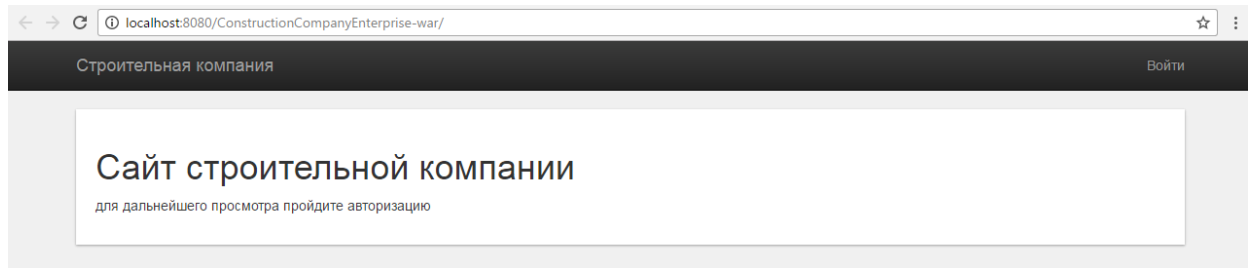 localhost:8080/ConstructionCompanyEnterprise-war/
Строительная компания
Войти
Сайт строительной компании
для дальнейшего просмотра пройдите авторизацию